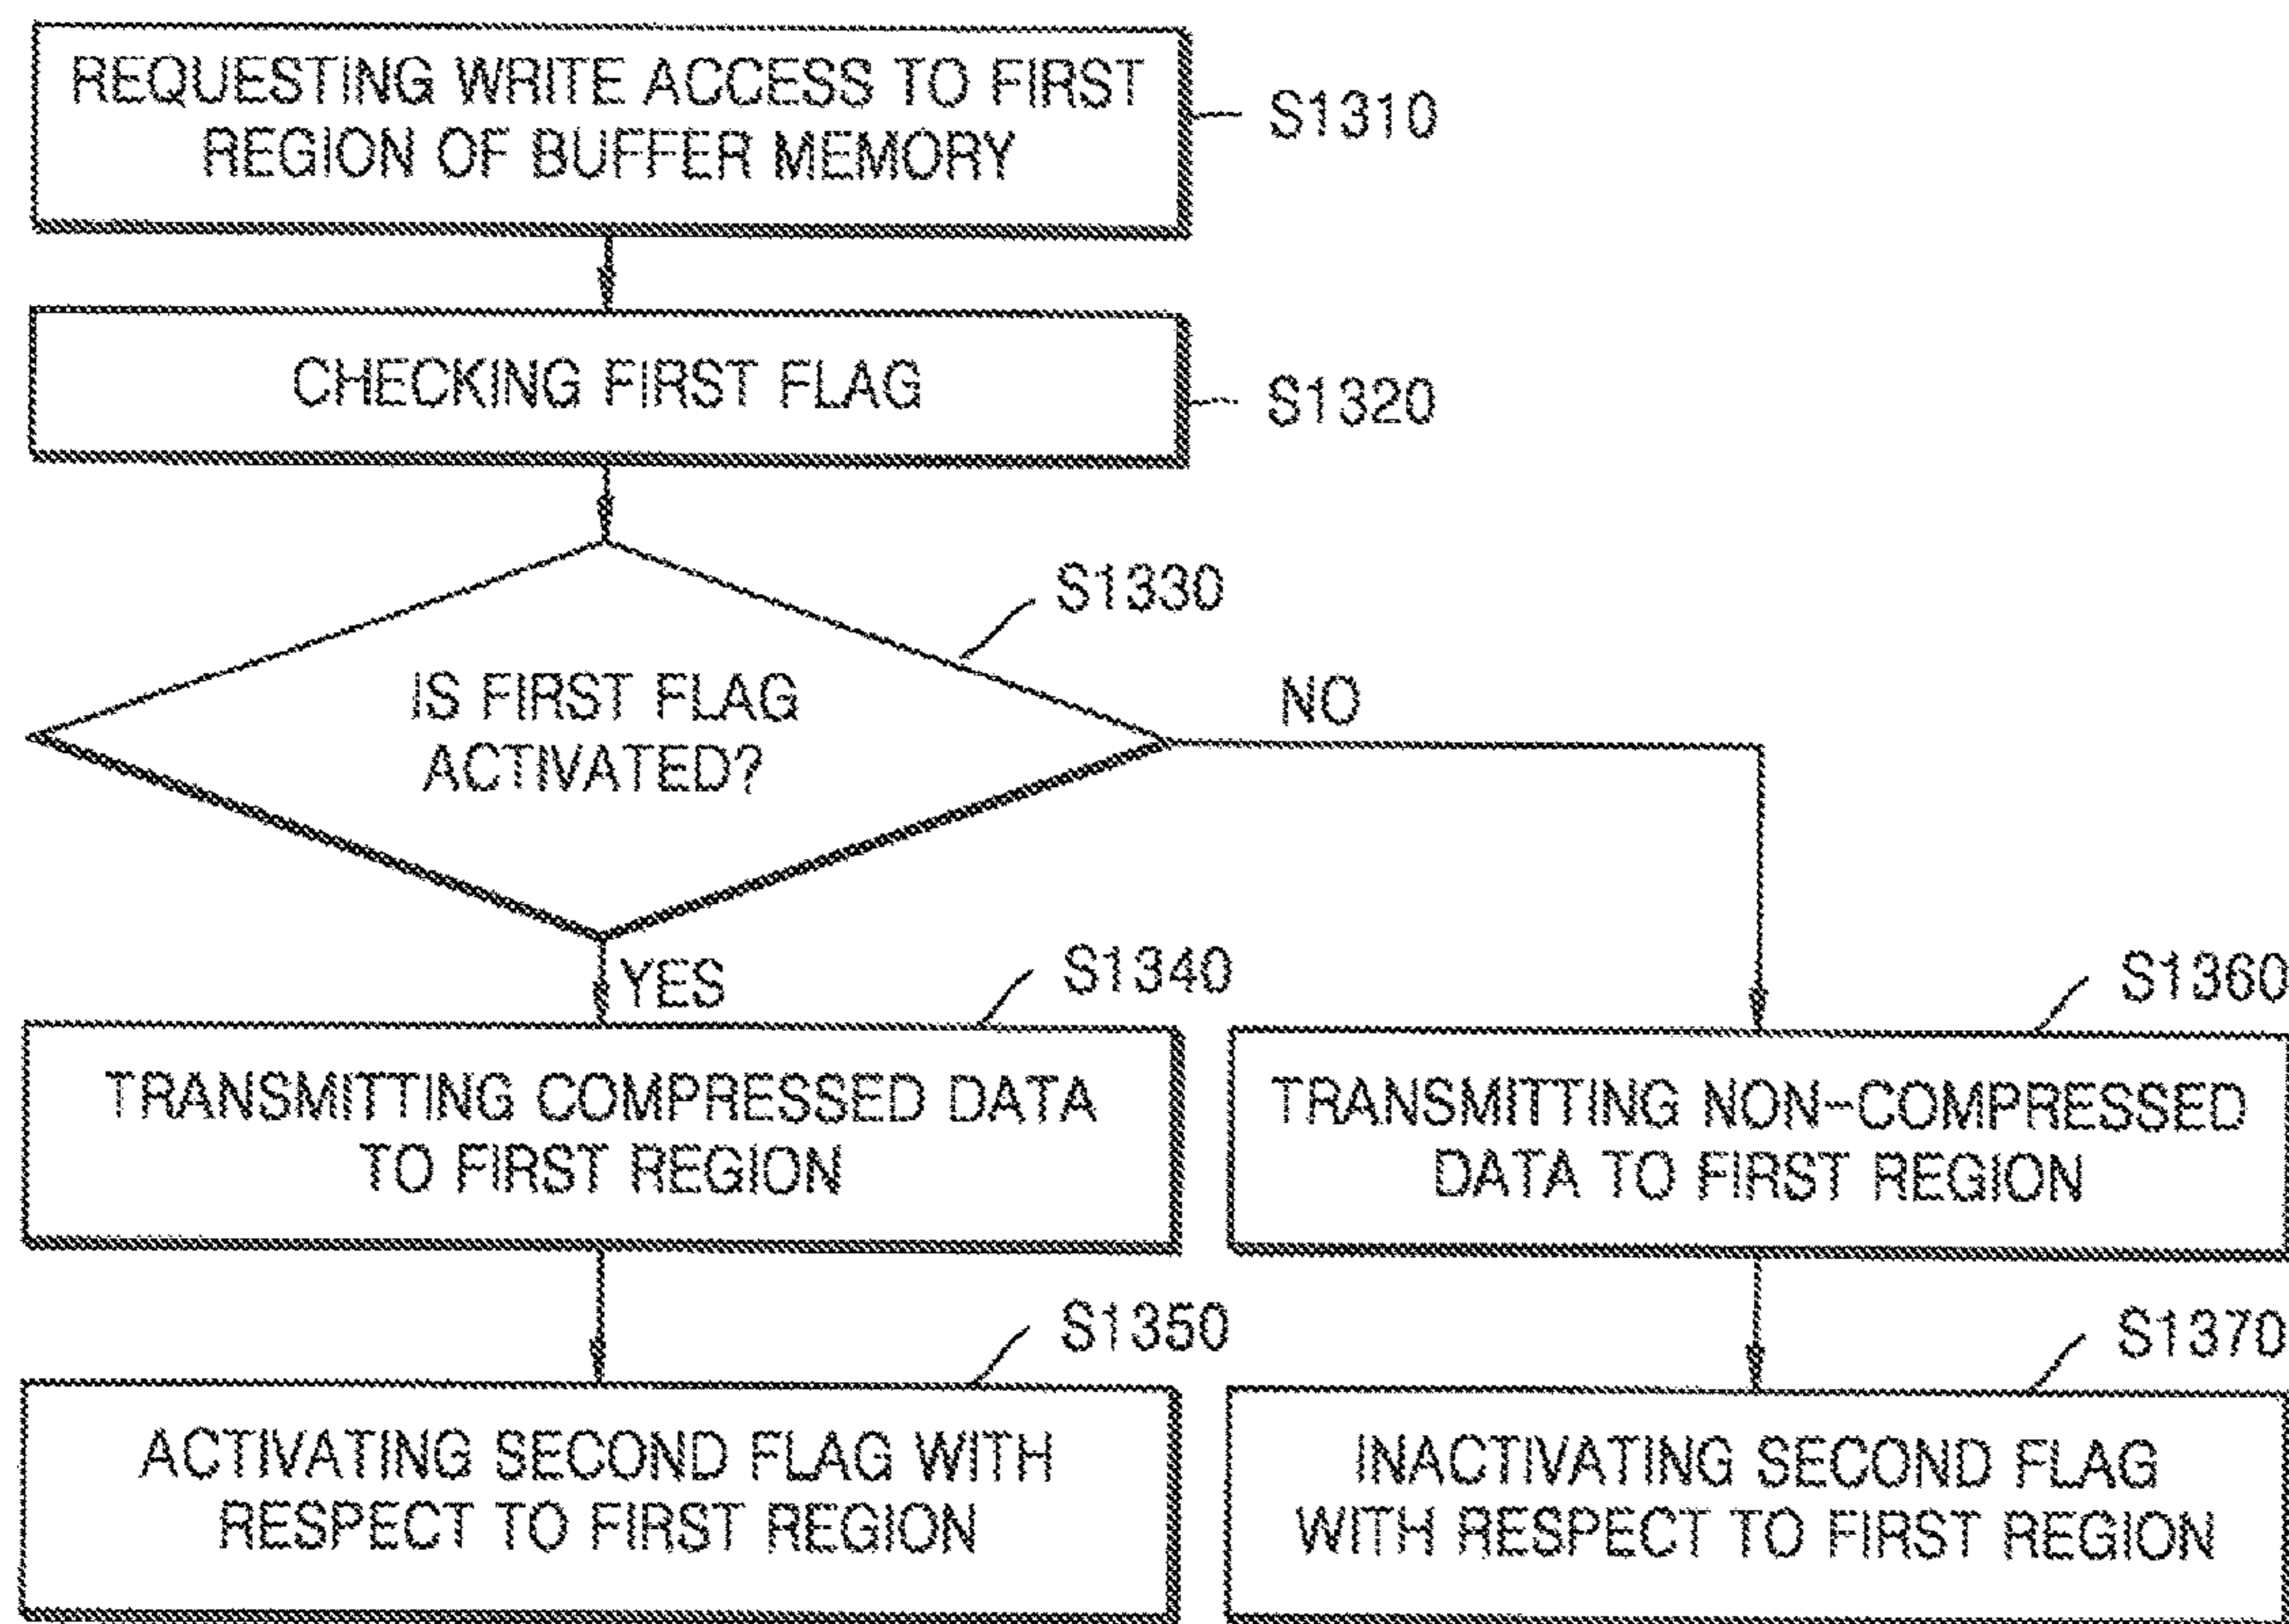 REQUESTING WRITE ACCESS TO FIRST
REGION OF BUFFER MEMORY
S1310
CHECKING FIRST FLAG
S1320
S1330
IS FIRST FLAG
ACTIVATED?
NO
YES
S1340
TRANSMITTING COMPRESSED DATA
TO FIRST REGION
S1360
TRANSMITTING NON-COMPRESSED
DATA TO FIRST REGION
S1350
ACTIVATING SECOND FLAG WITH
RESPECT TO FIRST REGION
S1370
INACTIVATING SECOND FLAG
WITH RESPECT TO FIRST REGION